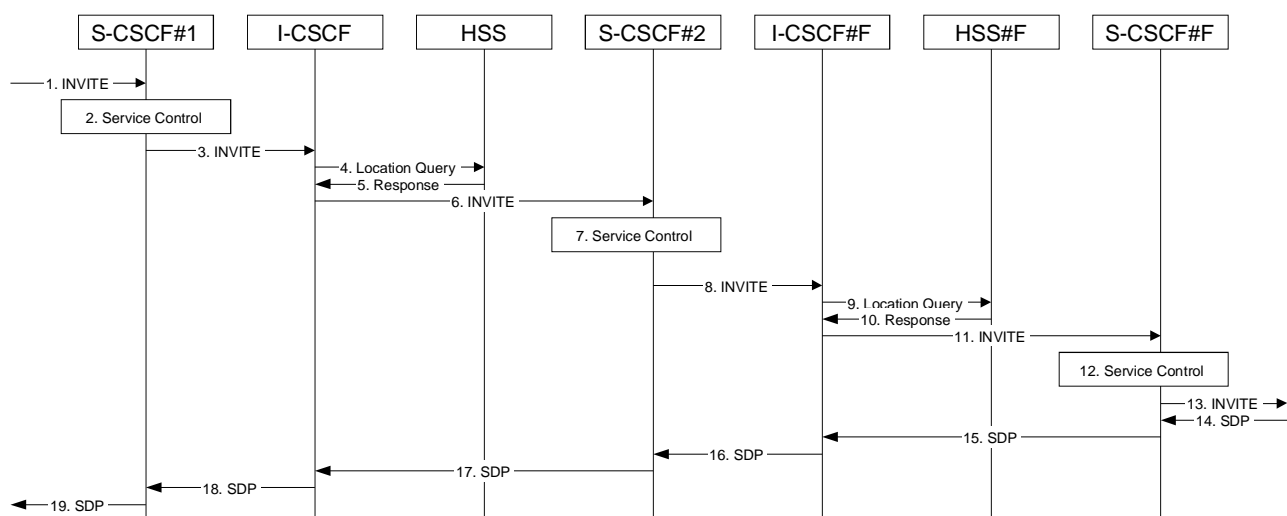 S-CSCF#1
I-CSCF
HSS
S-CSCF#2
I-CSCF#F
HSS#F
S-CSCF#F
1. INVITE
2. Service Control
3. INVITE
4. Location Query
5. Response
6. INVITE
7. Service Control
8. INVITE
9. Location Query
10. Response
11. INVITE
12. Service Control
13. INVITE
14. SDP
15. SDP
16. SDP
17. SDP
18. SDP
19. SDP